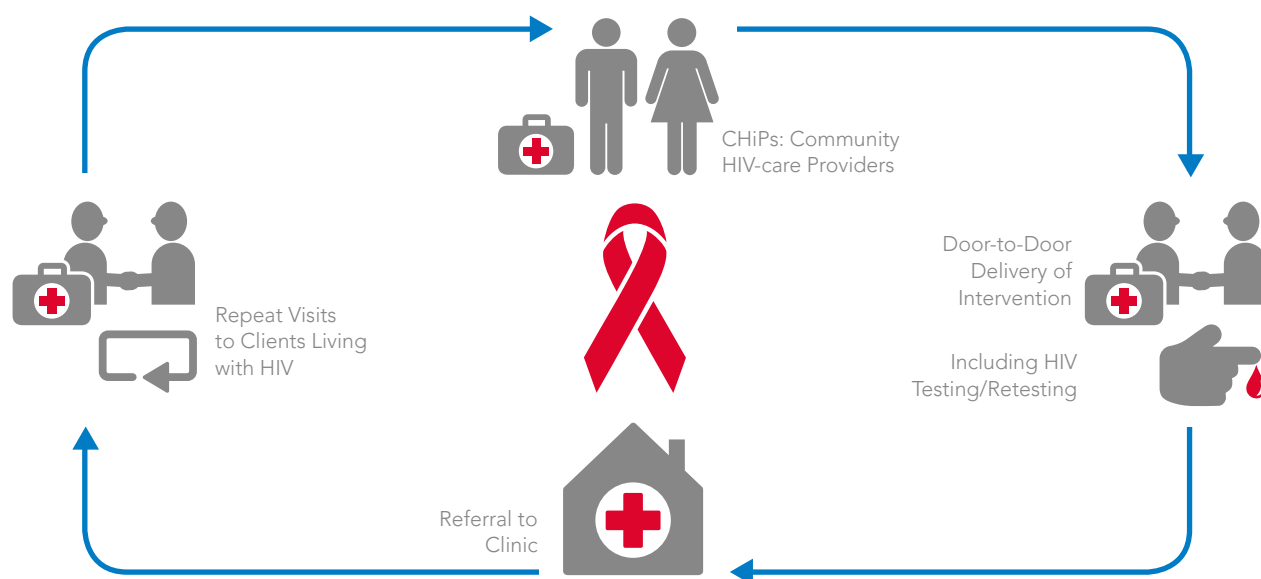 CHiPs: Community
HIV-care Providers
Door-to-Door
Delivery of
Intervention
Including HIV
Testing/Retesting
Referral to
Clinic
Repeat Visits
to Clients Living
with HIV